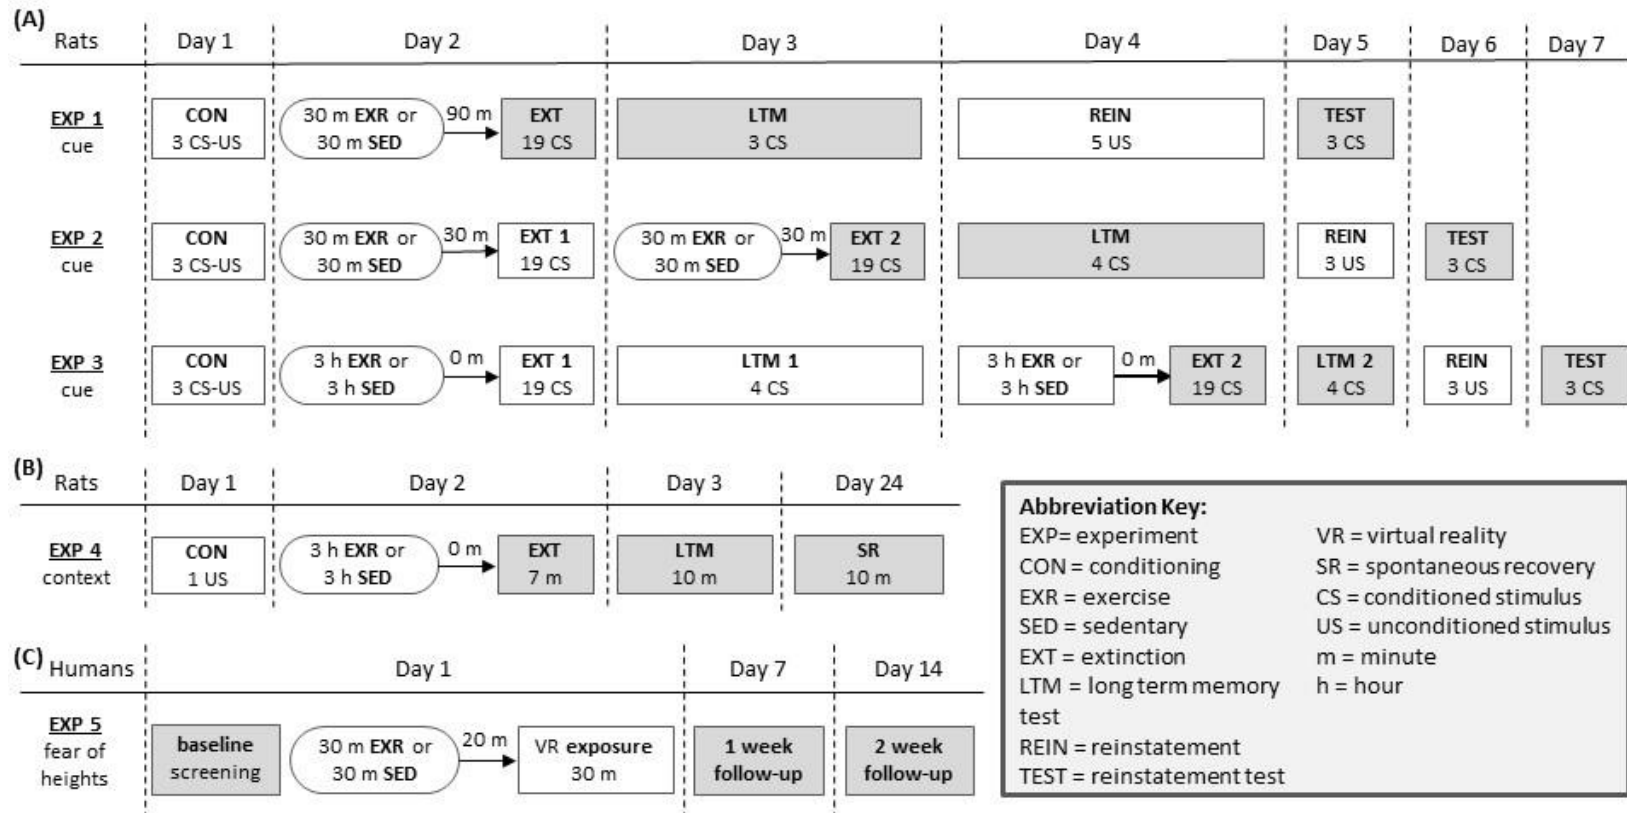 (A)
Rats Day 1 Day 2 Day 3 Day 4 Day 5 Day 6 Day 7
EXP 1
cue
CON
3 CS-US
30 m EXR or
30 m SED
90 m
EXT
19 CS
LTM
3 CS
REIN
5 US
TEST
3 CS
EXP 2
cue
CON
3 CS-US
30 m EXR or
30 m SED
30 m
EXT 1
19 CS
30 m EXR or
30 m SED
30 m
EXT 2
19 CS
LTM
4 CS
REIN
3 US
TEST
3 CS
EXP 3
cue
CON
3 CS-US
3 h EXR or
3 h SED
0 m
EXT 1
19 CS
LTM 1
4 CS
3 h EXR or
3 h SED
0 m
EXT 2
19 CS
LTM 2
4 CS
REIN
3 US
TEST
3 CS
(B)
Rats Day 1 Day 2 Day 3 Day 24
EXP 4
context
CON
1 US
3 h EXR or
3 h SED
0 m
EXT
7 m
LTM
10 m
SR
10 m
(C)
Humans Day 1 Day 7 Day 14
EXP 5
fear of
heights
baseline
screening
30 m EXR or
30 m SED
20 m
VR exposure
30 m
1 week
follow-up
2 week
follow-up
Abbreviation Key:
EXP= experiment
CON = conditioning
EXR = exercise
SED = sedentary
EXT = extinction
LTM = long term memory
test
REIN = reinstatement
TEST = reinstatement test
VR = virtual reality
SR = spontaneous recovery
CS = conditioned stimulus
US = unconditioned stimulus
m = minute
h = hour